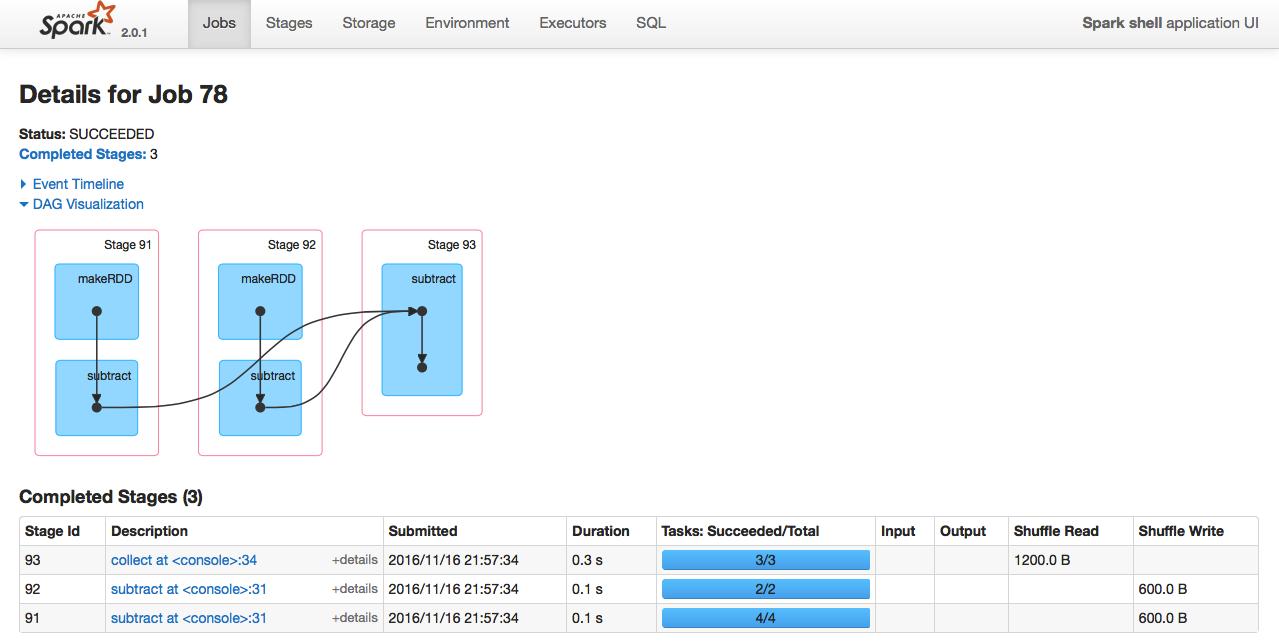 APACHE
Spark 2.0.1 Jobs Stages Storage Environment Executors SQL Spark shell application UI
Details for Job 78
Status: SUCCEEDED
Completed Stages: 3
Event Timeline
DAG Visualization
Stage 91 Stage 92 Stage 93
makeRDD makeRDD subtract
subtract subtract
Completed Stages (3)
Stage Id Description Submitted Duration Tasks: Succeeded/Total Input Output Shuffle Read Shuffle Write
93 collect at <console>:34 +details 2016/11/16 21:57:34 0.3 s 3/3 1200.0 B
92 subtract at <console>:31 +details 2016/11/16 21:57:34 0.1 s 2/2 600.0 B
91 subtract at <console>:31 +details 2016/11/16 21:57:34 0.1 s 4/4 600.0 B